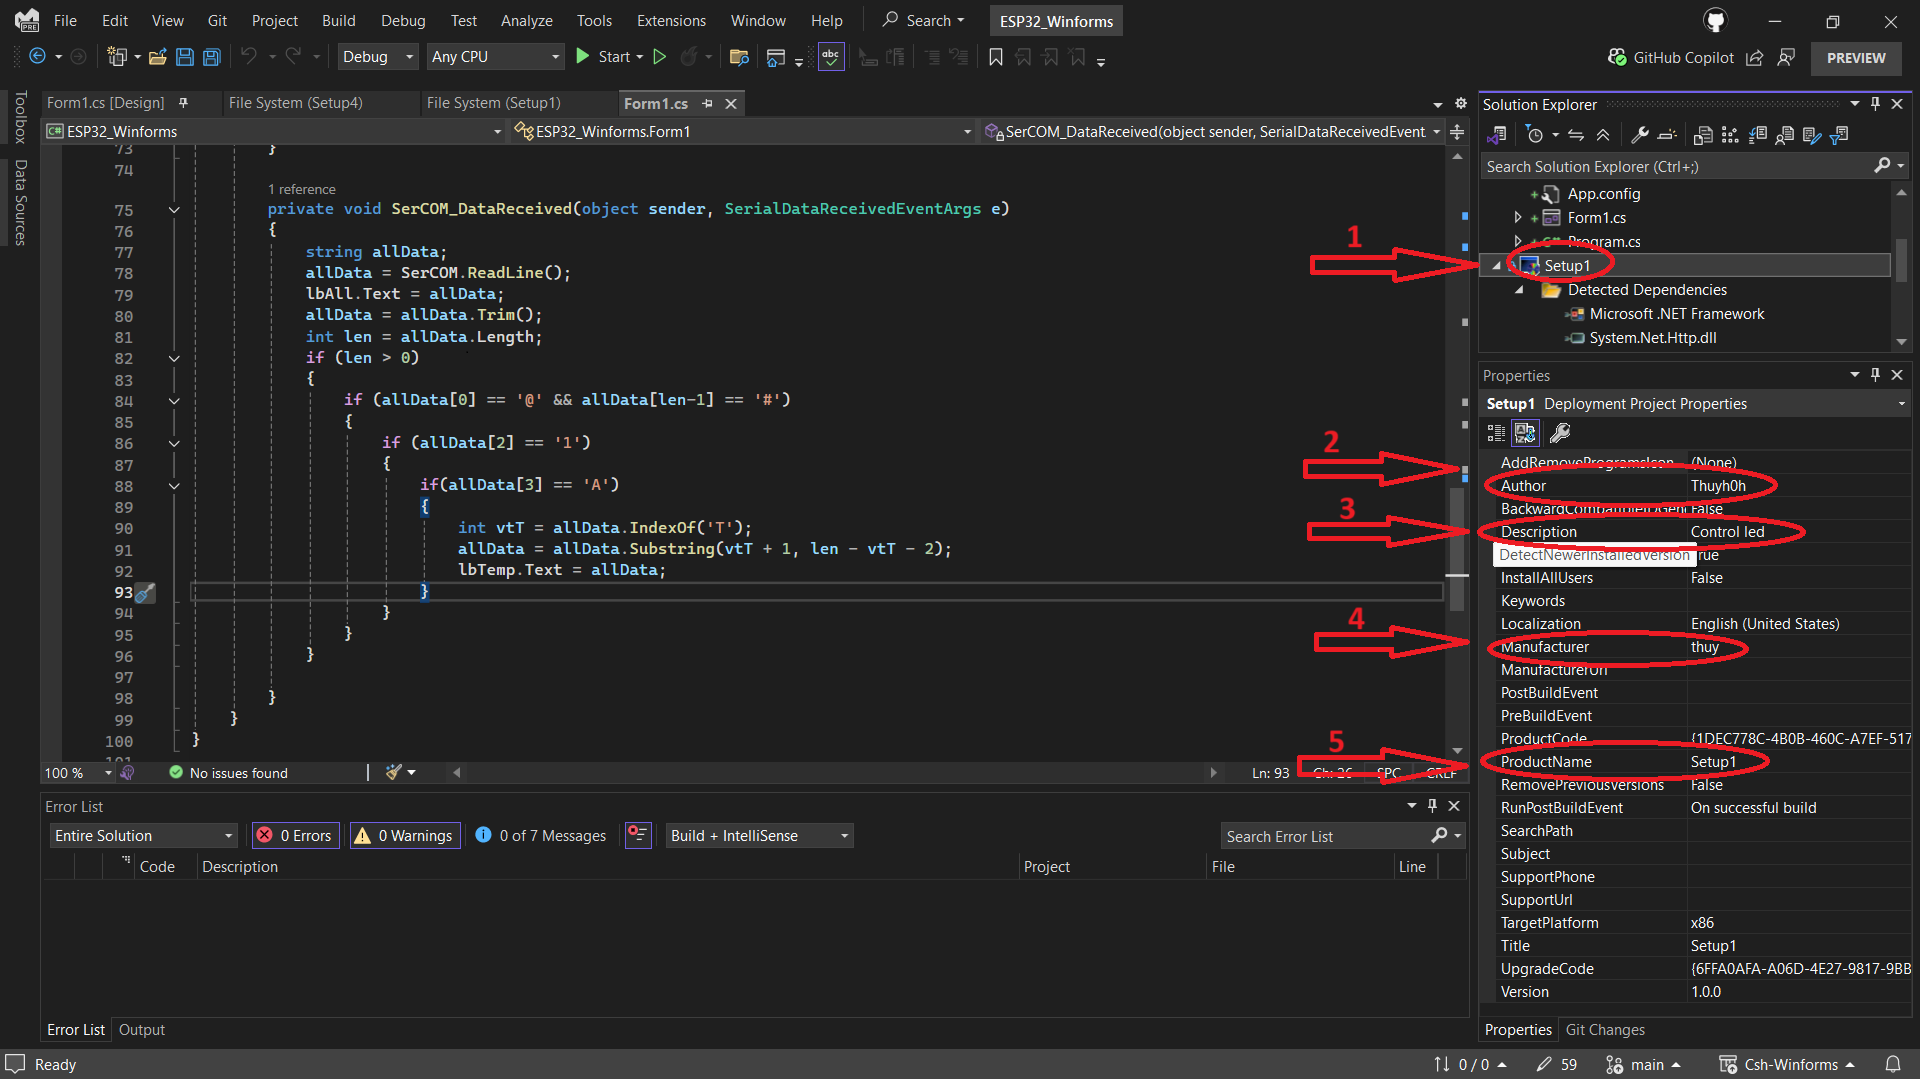 File Edit View Git Project Build Debug Test Analyze Tools Extensions Window Help Search ESP32_Winforms
Debug Any CPU Start GitHub Copilot PREVIEW
Toolbox
Data Sources
Form1.cs [Design] File System (Setup4) File System (Setup1) Form1.cs
ESP32_Winforms ESP32_Winforms.Form1 SerCOM_DataReceived(object sender, SerialDataReceivedEvent
73 }
74
1 reference
75 private void SerCOM_DataReceived(object sender, SerialDataReceivedEventArgs e)
76 {
77 string allData;
78 allData = SerCOM.ReadLine();
79 lbAll.Text = allData;
80 allData = allData.Trim();
81 int len = allData.Length;
82 if (len > 0)
83 {
84 if (allData[0] == '@' && allData[len-1] == '#')
85 {
86 if (allData[2] == '1')
87 {
88 if(allData[3] == 'A')
89 {
90 int vtT = allData.IndexOf('T');
91 allData = allData.Substring(vtT + 1, len - vtT - 2);
92 lbTemp.Text = allData;
93 }
94 }
95 }
96 }
97
98 }
99 }
100 }
101
100 % No issues found Ln: 93 Ch: 26 SPC CRLF
1
2
3
4
5
Error List
Entire Solution 0 Errors 0 Warnings 0 of 7 Messages Build + IntelliSense Search Error List
Code Description Project File Line
Error List Output
Solution Explorer
Search Solution Explorer (Ctrl+;)
App.config
Form1.cs
Program.cs
Setup1
Detected Dependencies
Microsoft .NET Framework
System.Net.Http.dll
Properties
Setup1 Deployment Project Properties
AddRemoveProgramsIcon (None)
Author Thuyh0h
BackwardCompatibleIDGen False
Description Control led
DetectNewerInstalledVersion rue
InstallAllUsers False
Keywords
Localization English (United States)
Manufacturer thuy
ManufacturerUrl
PostBuildEvent
PreBuildEvent
ProductCode {1DEC778C-4B0B-460C-A7EF-517
ProductName Setup1
RemovePreviousVersions False
RunPostBuildEvent On successful build
SearchPath
Subject
SupportPhone
SupportUrl
TargetPlatform x86
Title Setup1
UpgradeCode {6FFA0AFA-A06D-4E27-9817-9BB
Version 1.0.0
Properties Git Changes
Ready 0 / 0 59 main Csh-Winforms